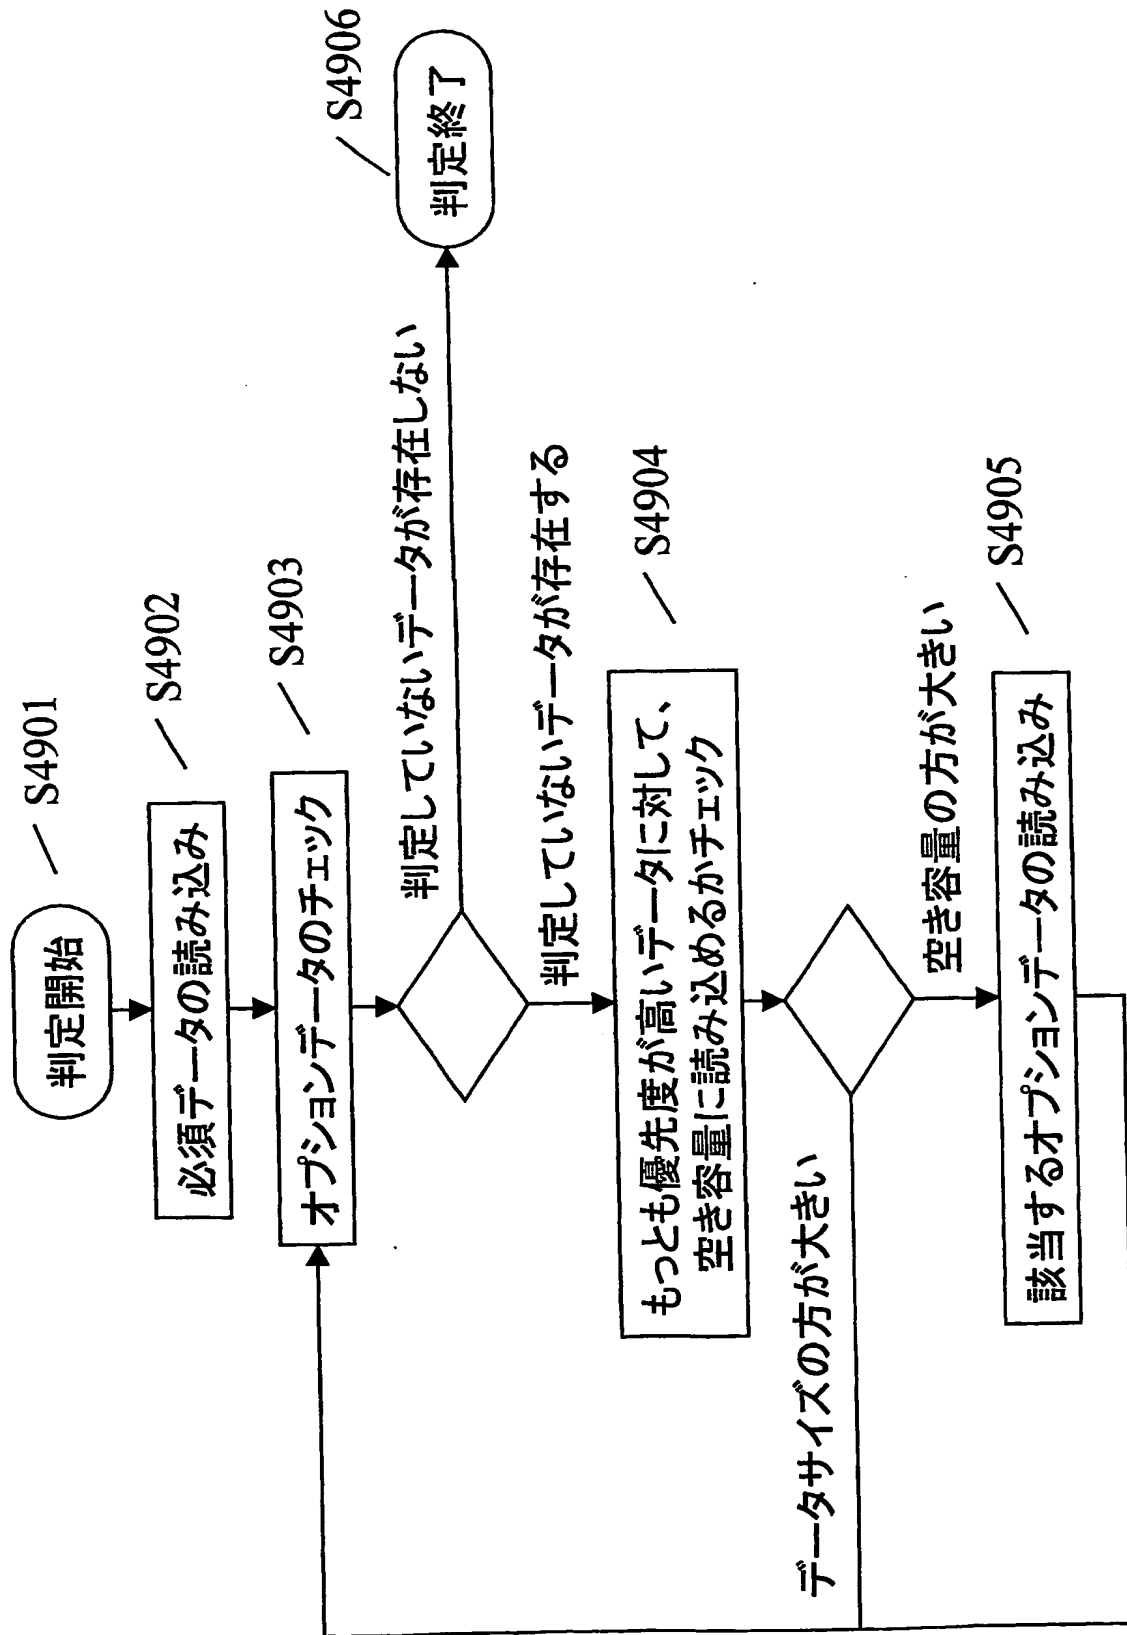 判定開始
S4901
必須データの読み込み
S4902
オプションデータのチェック
S4903
判定していないデータが存在しない
判定終了
S4906
判定していないデータが存在する
もっとも優先度が高いデータに対して、
空き容量に読み込めるかチェック
S4904
データサイズの方が大きい
空き容量の方が大きい
該当するオプションデータの読み込み
S4905